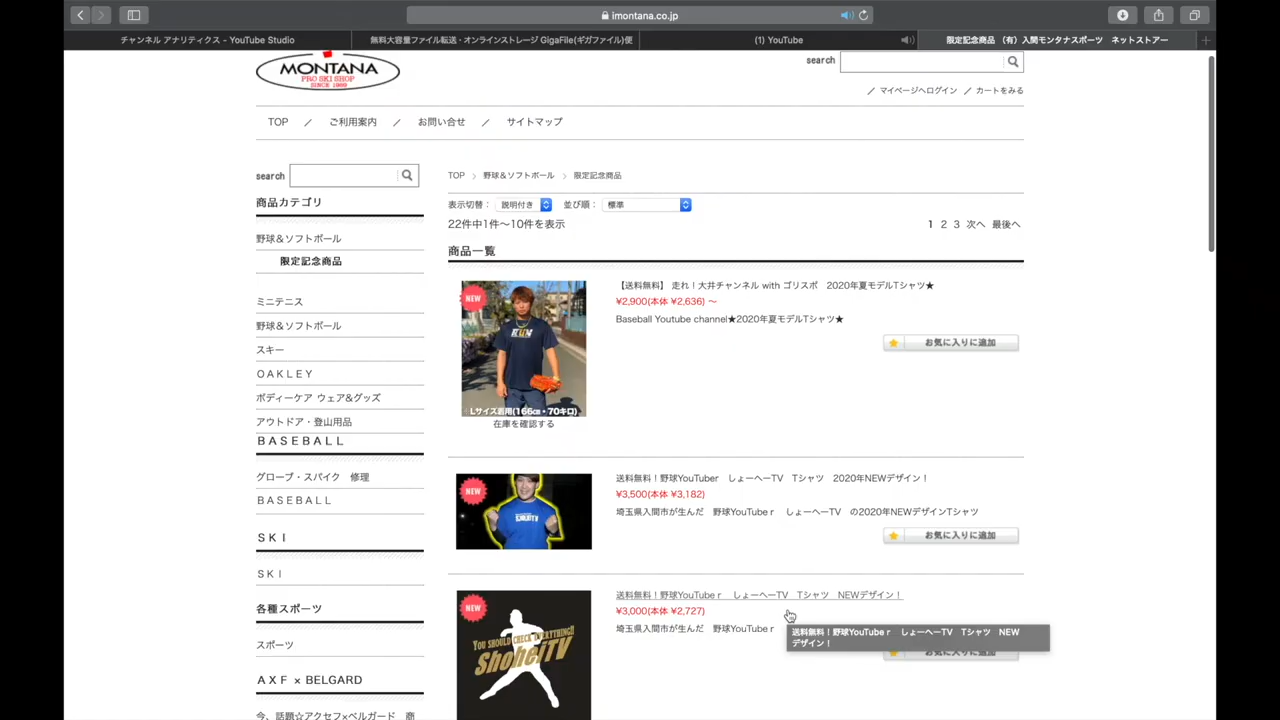 imontana.co.jp
チャンネル アナリティクス - YouTube Studio
無料大容量ファイル転送・オンラインストレージ GigaFile(ギガファイル)便
(1) YouTube
限定記念商品 （有）入間モンタナスポーツ ネットストアー
MONTANA
PRO SKI SHOP
SINCE 1969
search
／ マイページへログイン ／ カートをみる
TOP ／ ご利用案内 ／ お問い合せ ／ サイトマップ
search
商品カテゴリ
野球＆ソフトボール
限定記念商品
ミニテニス
野球＆ソフトボール
スキー
ＯＡＫＬＥＹ
ボディーケア ウェア&グッズ
アウトドア・登山用品
ＢＡＳＥＢＡＬＬ
グローブ・スパイク 修理
ＢＡＳＥＢＡＬＬ
ＳＫＩ
ＳＫＩ
各種スポーツ
スポーツ
ＡＸＦ × BELGARD
今、話題☆アクセフ×ベルガード 商
TOP > 野球＆ソフトボール > 限定記念商品
表示切替： 説明付き 並び順： 標準
22件中1件～10件を表示
1 2 3 次へ 最後へ
商品一覧
NEW
Lサイズ着用(166㎝・70キロ)
在庫を確認する
【送料無料】 走れ！大井チャンネル with ゴリスポ 2020年夏モデルTシャツ★
¥2,900(本体 ¥2,636) ～
Baseball Youtube channel★2020年夏モデルTシャツ★
お気に入りに追加
NEW
送料無料！野球YouTuber しょーへーTV Tシャツ 2020年NEWデザイン！
¥3,500(本体 ¥3,182)
埼玉県入間市が生んだ 野球YouTubeｒ しょーへーTV の2020年NEWデザインTシャツ
お気に入りに追加
NEW
YOU SHOULD CHECK EVERYTHING!!
ShoheiTV
送料無料！野球YouTubeｒ しょーへーTV Tシャツ NEWデザイン！
¥3,000(本体 ¥2,727)
埼玉県入間市が生んだ 野球YouTubeｒ
送料無料！野球YouTubeｒ しょーへーTV Tシャツ NEW
デザイン！
お気に入りに追加